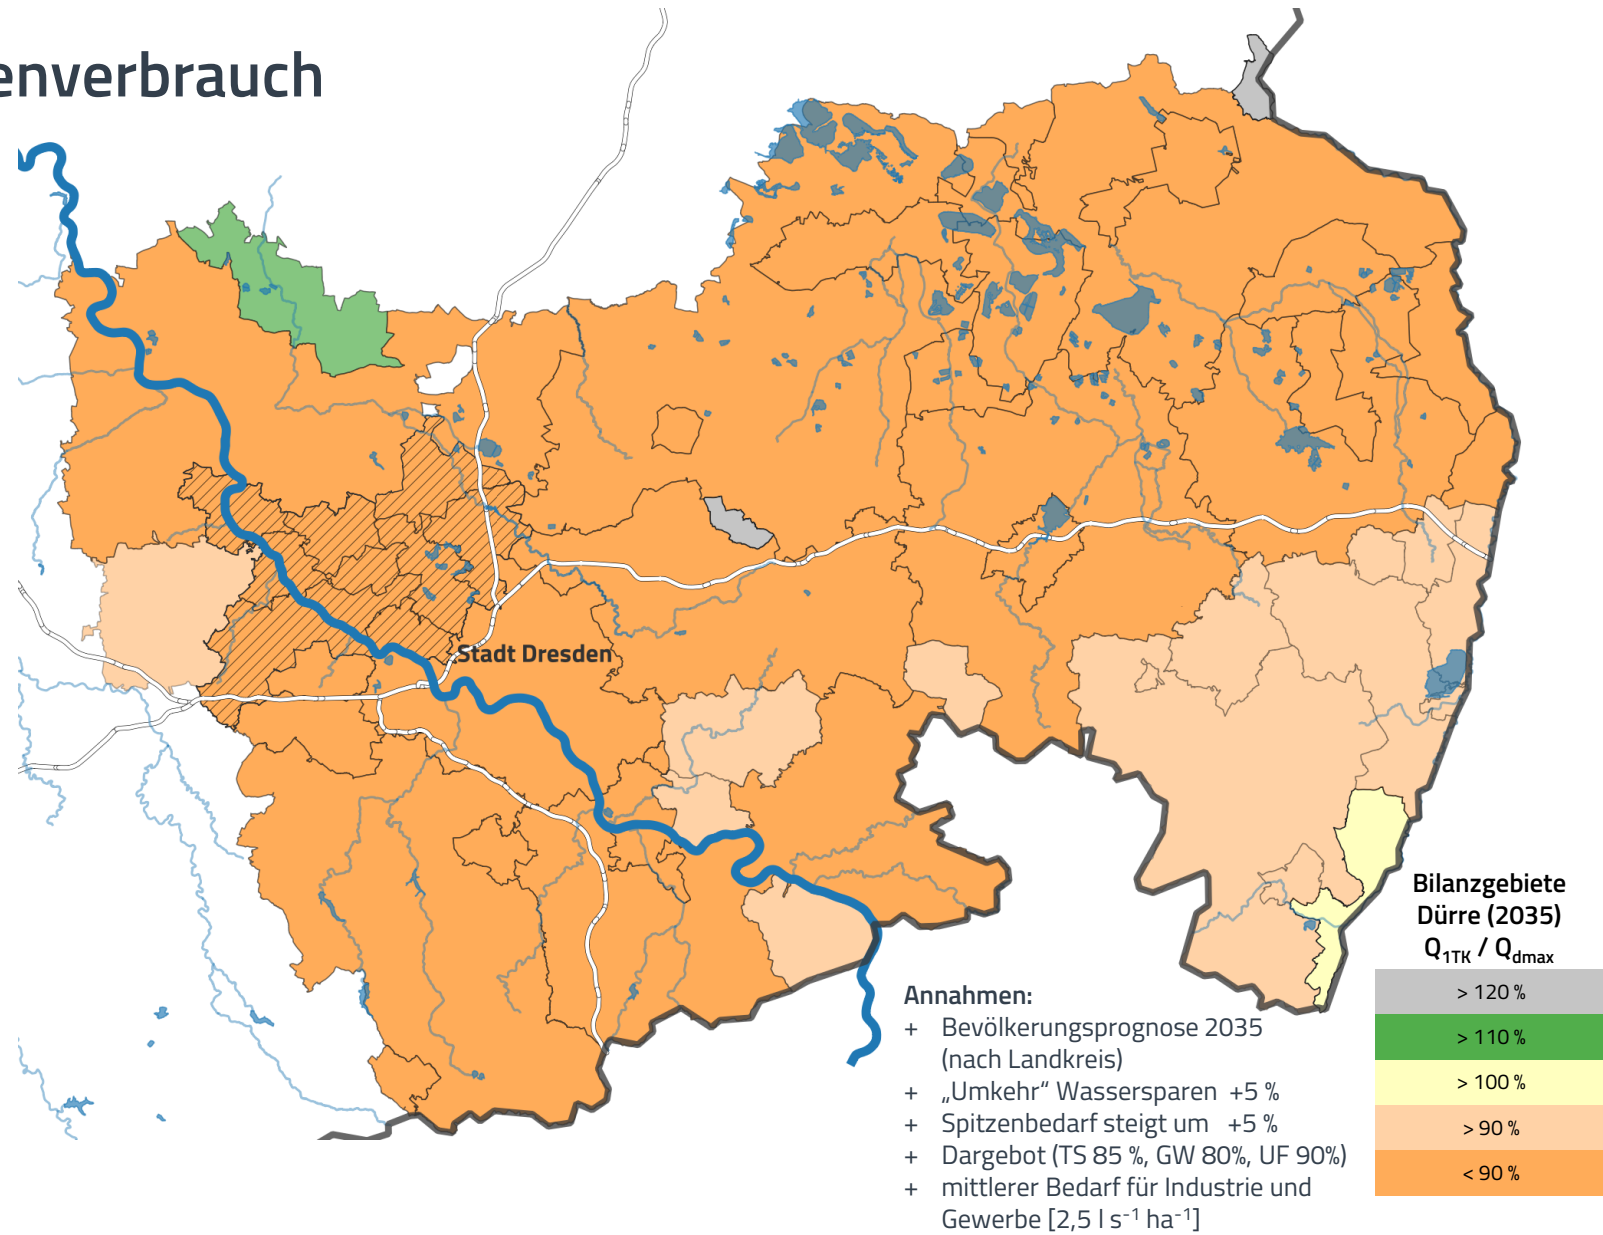 enverbrauch
Stadt Dresden
Annahmen:
+ Bevölkerungsprognose 2035
(nach Landkreis)
+ „Umkehr“ Wassersparen +5 %
+ Spitzenbedarf steigt um +5 %
+ Dargebot (TS 85 %, GW 80%, UF 90%)
+ mittlerer Bedarf für Industrie und
Gewerbe [2,5 l s⁻¹ ha⁻¹]
Bilanzgebiete
Dürre (2035)
Q₁TK / Qdmax
> 120 %
> 110 %
> 100 %
> 90 %
< 90 %